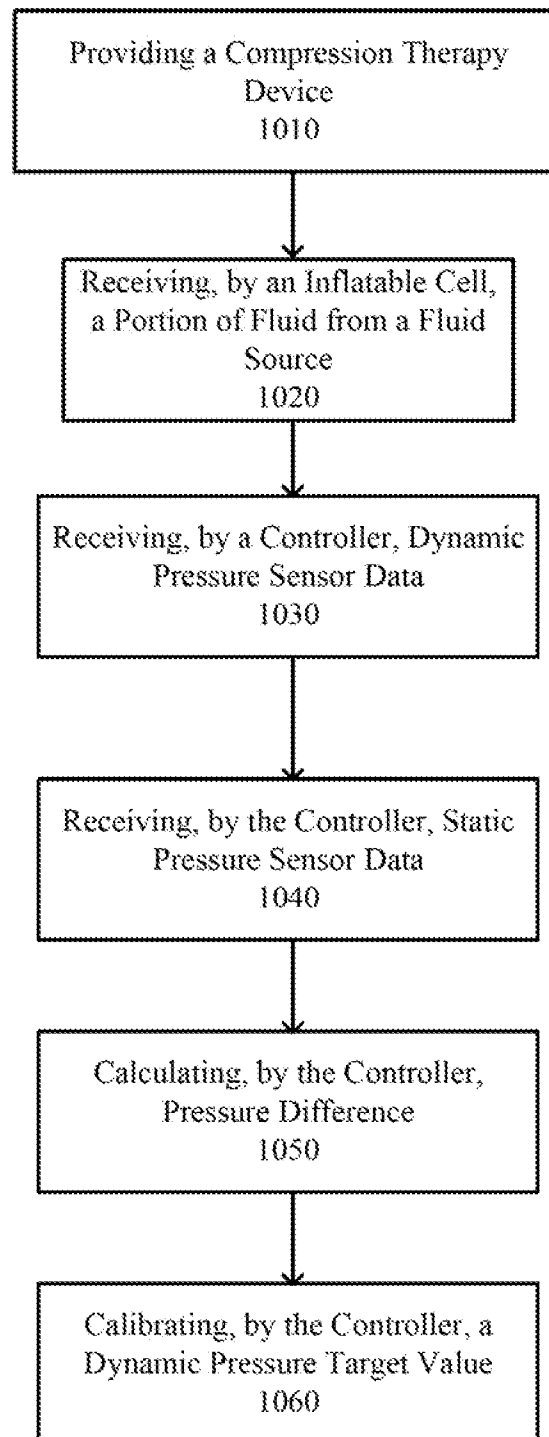 Providing a Compression Therapy
Device
1010
Receiving, by an Inflatable Cell,
a Portion of Fluid from a Fluid
Source
1020
Receiving, by a Controller, Dynamic
Pressure Sensor Data
1030
Receiving, by the Controller, Static
Pressure Sensor Data
1040
Calculating, by the Controller,
Pressure Difference
1050
Calibrating, by the Controller, a
Dynamic Pressure Target Value
1060